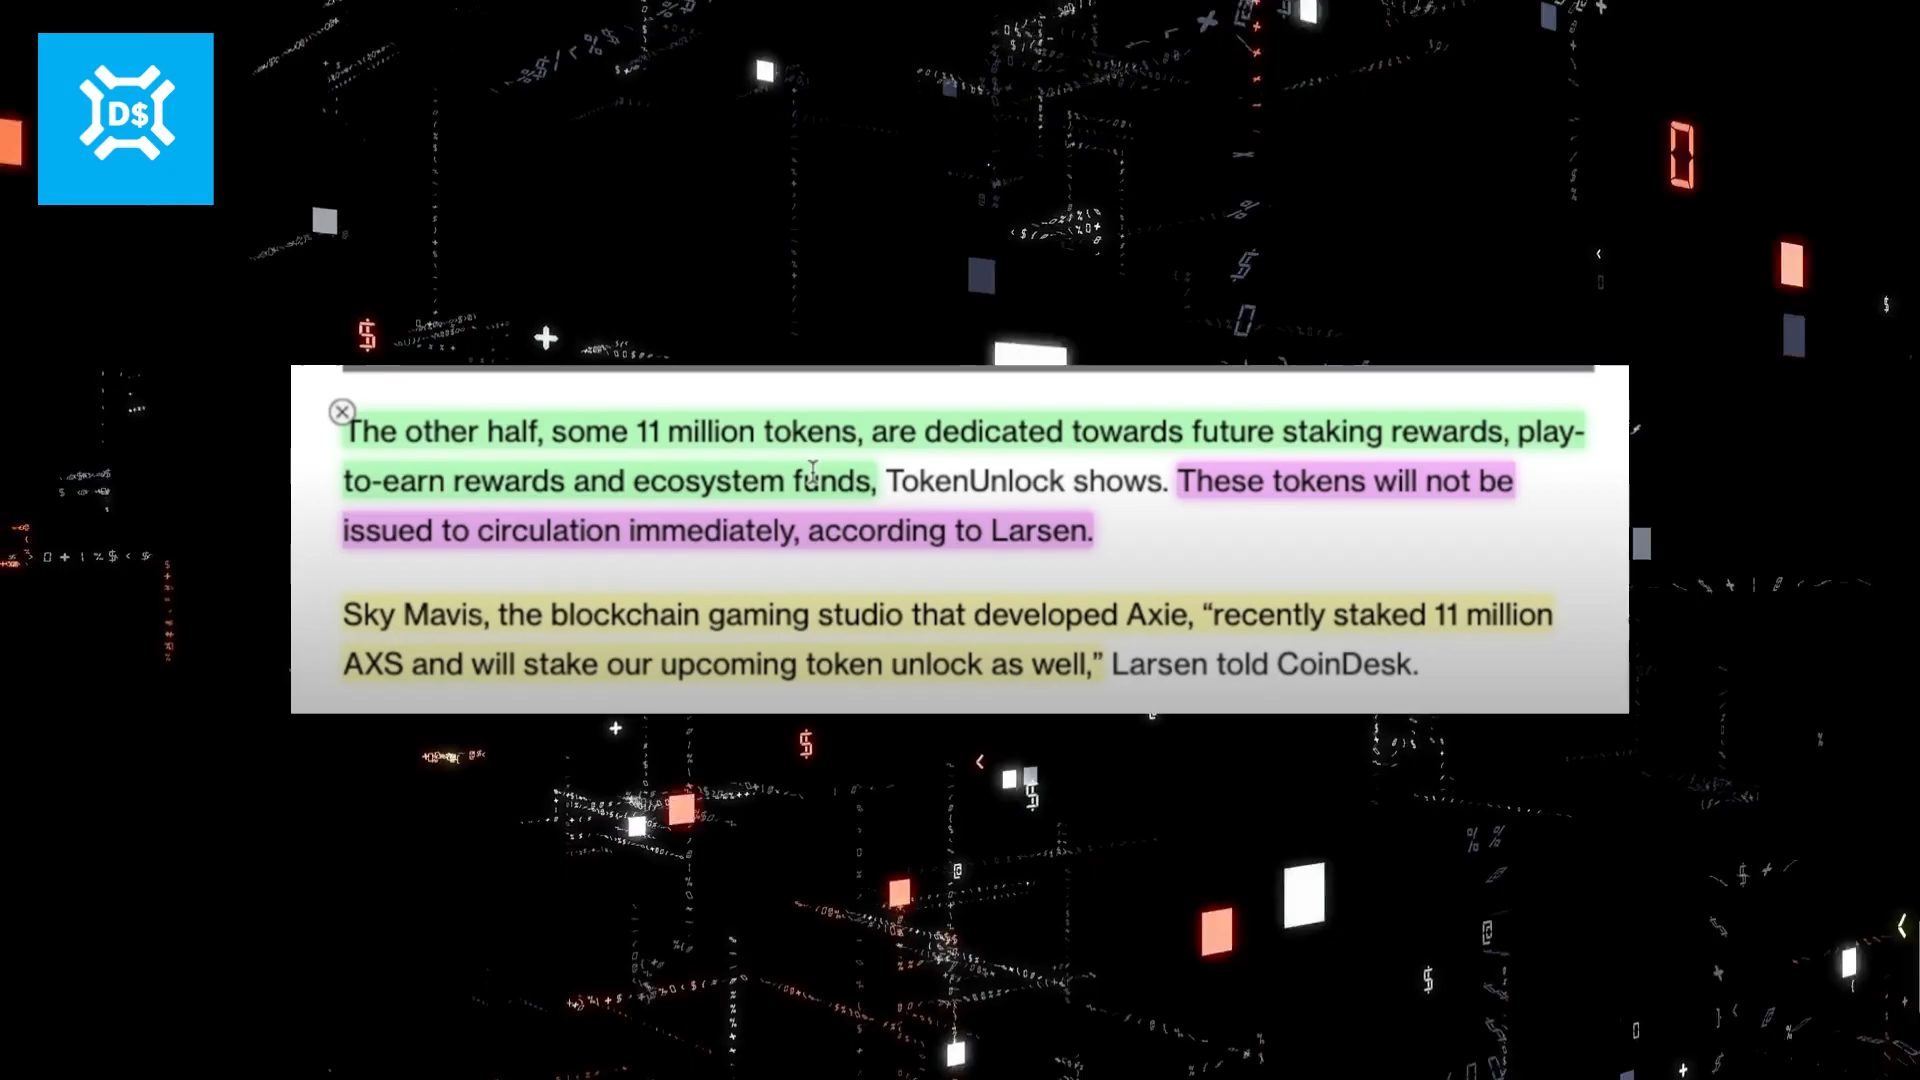 D$
The other half, some 11 million tokens, are dedicated towards future staking rewards, play-
to-earn rewards and ecosystem funds, TokenUnlock shows. These tokens will not be
issued to circulation immediately, according to Larsen.
Sky Mavis, the blockchain gaming studio that developed Axie, “recently staked 11 million
AXS and will stake our upcoming token unlock as well,” Larsen told CoinDesk.